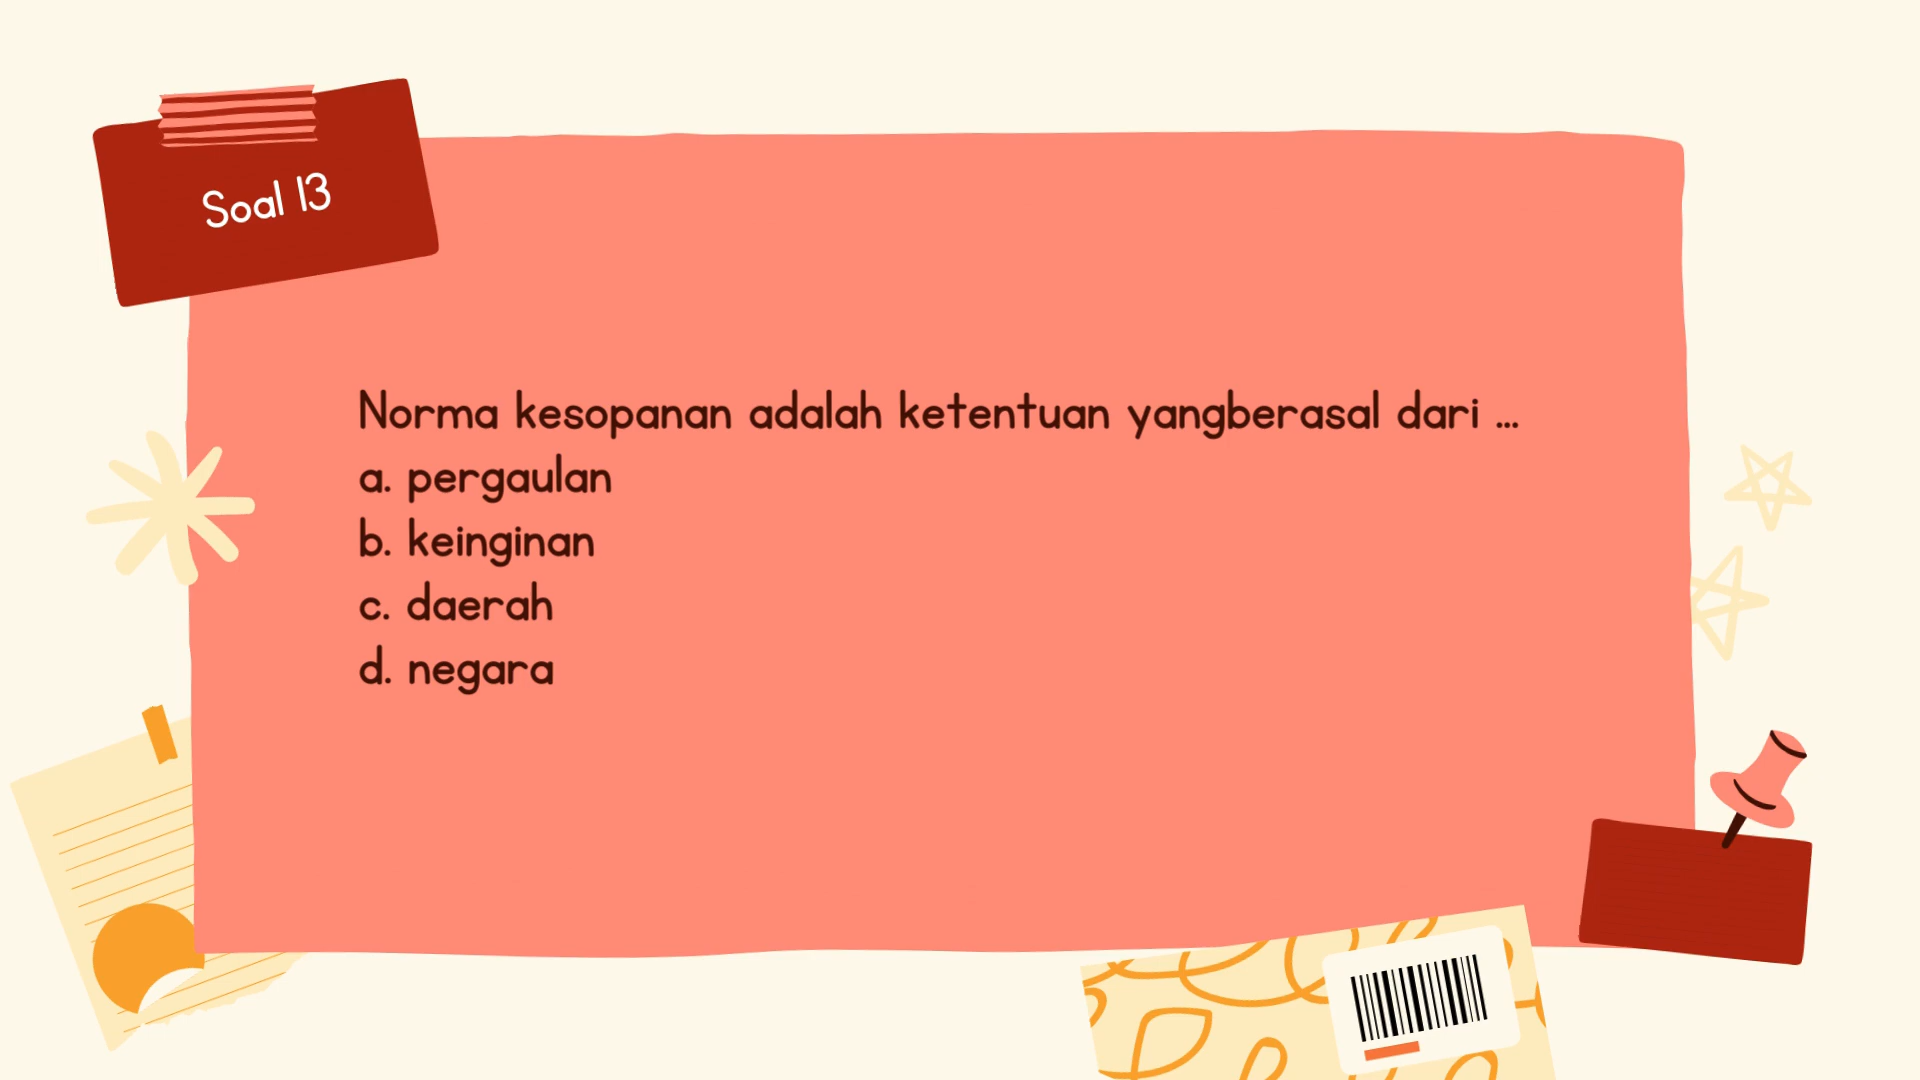 Soal 13
Norma kesopanan adalah ketentuan yangberasal dari ...
a. pergaulan
b. keinginan
c. daerah
d. negara